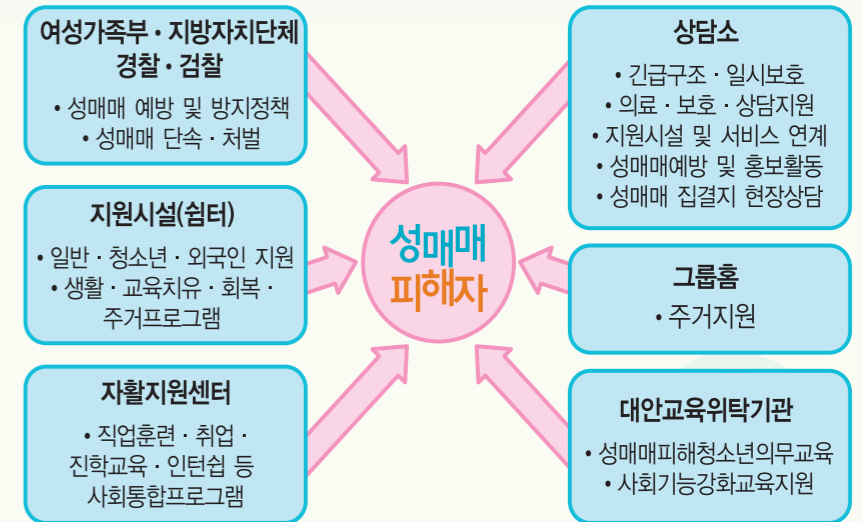 여성가족부 · 지방자치단체
경찰 · 검찰
• 성매매 예방 및 방지정책
• 성매매 단속 · 처벌
지원시설(쉼터)
• 일반 · 청소년 · 외국인 지원
• 생활 · 교육치유 · 회복 ·
주거프로그램
자활지원센터
• 직업훈련 · 취업 ·
진학교육 · 인턴쉽 등
사회통합프로그램
성매매
피해자
상담소
• 긴급구조 · 일시보호
• 의료 · 보호 · 상담지원
• 지원시설 및 서비스 연계
• 성매매예방 및 홍보활동
• 성매매 집결지 현장상담
그룹홈
• 주거지원
대안교육위탁기관
• 성매매피해청소년의무교육
• 사회기능강화교육지원